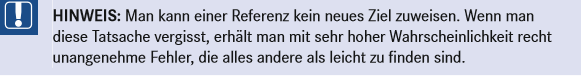 HINWEIS: Man kann einer Referenz kein neues Ziel zuweisen. Wenn man
diese Tatsache vergisst, erhält man mit sehr hoher Wahrscheinlichkeit recht
unangenehme Fehler, die alles andere als leicht zu finden sind.